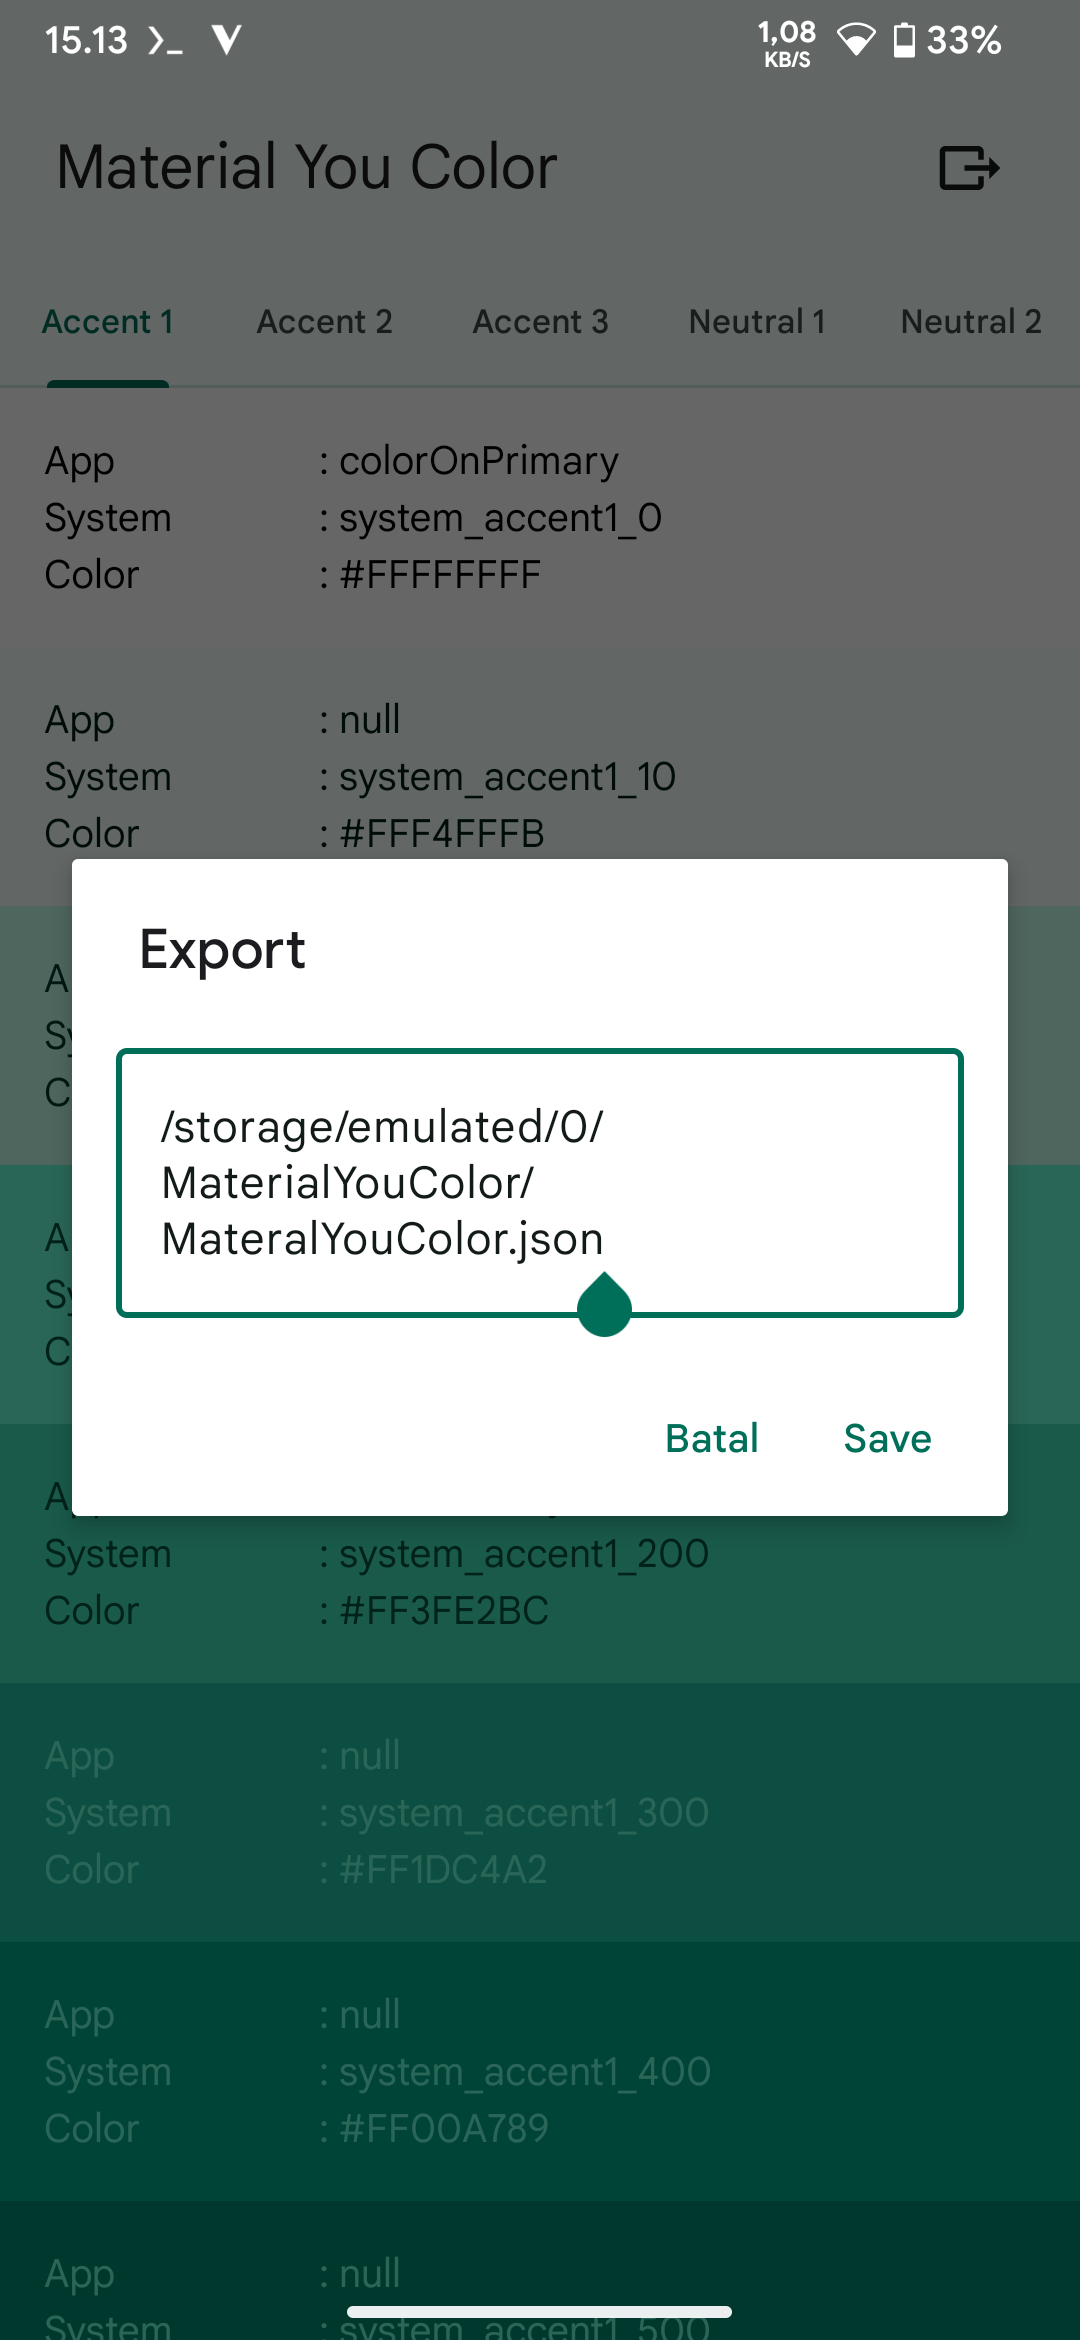 15.13
1,08
KB/S
33%
Material You Color
Accent 1
Accent 2
Accent 3
Neutral 1
Neutral 2
App : colorOnPrimary
System : system_accent1_0
Color : #FFFFFFFF
App : null
System : system_accent1_10
Color : #FFF4FFFB
Export
/storage/emulated/0/
MaterialYouColor/
MateralYouColor.json
Batal
Save
System : system_accent1_200
Color : #FF3FE2BC
App : null
System : system_accent1_300
Color : #FF1DC4A2
App : null
System : system_accent1_400
Color : #FF00A789
App : null
System : system_accent1_500